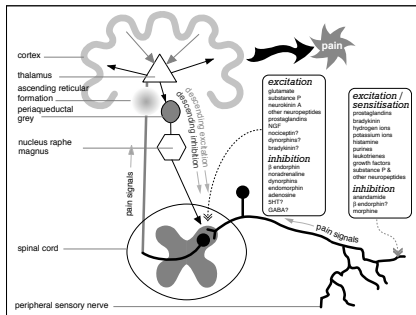 pain
cortex
thalamus
ascending reticular
formation
periaqueductal
grey
nucleus raphe
magnus
pain signals
spinal cord
peripheral sensory nerve
descending excitation
descending inhibition
excitation
glutamate
substance P
neurokinin A
other neuropeptides
prostaglandins
NGF
nociceptin?
dynorphins?
bradykinin?
inhibition
β endorphin
noradrenaline
dynorphins
endomorphin
adenosine
5HT?
GABA?
excitation /
sensitisation
prostaglandins
bradykinin
hydrogen ions
potassium ions
histamine
purines
leukotrienes
growth factors
substance P &
other neuropeptides
inhibition
anandamide
β endorphin?
morphine
pain signals